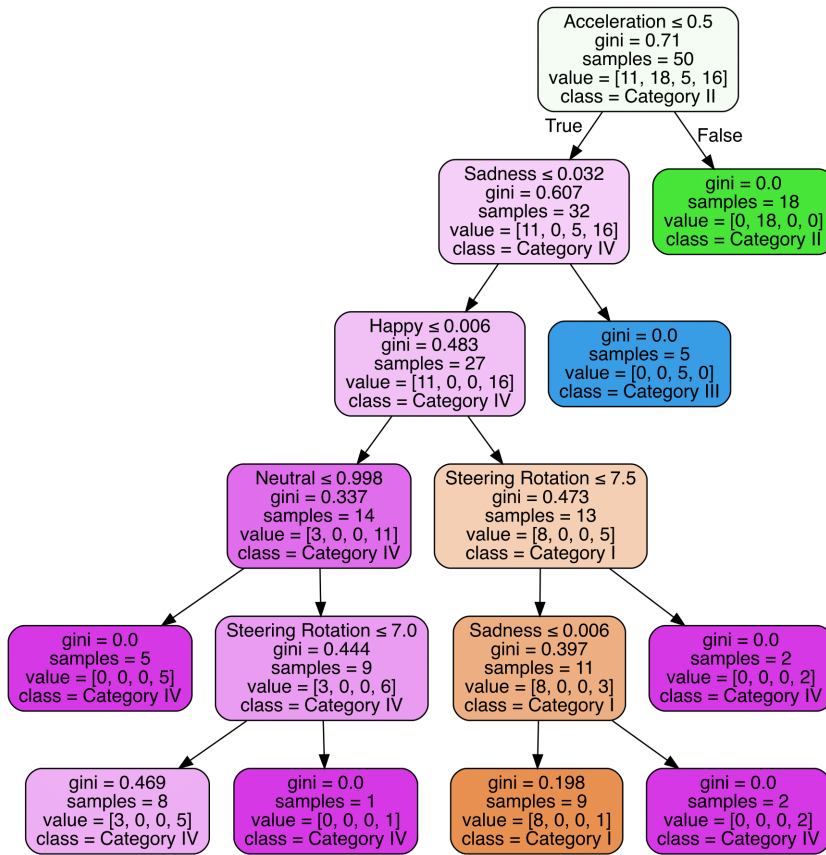 Acceleration ≤ 0.5
gini = 0.71
samples = 50
value = [11, 18, 5, 16]
class = Category II
True
False
Sadness ≤ 0.032
gini = 0.607
samples = 32
value = [11, 0, 5, 16]
class = Category IV
gini = 0.0
samples = 18
value = [0, 18, 0, 0]
class = Category II
Happy ≤ 0.006
gini = 0.483
samples = 27
value = [11, 0, 0, 16]
class = Category IV
gini = 0.0
samples = 5
value = [0, 0, 5, 0]
class = Category III
Neutral ≤ 0.998
gini = 0.337
samples = 14
value = [3, 0, 0, 11]
class = Category IV
Steering Rotation ≤ 7.5
gini = 0.473
samples = 13
value = [8, 0, 0, 5]
class = Category I
gini = 0.0
samples = 5
value = [0, 0, 0, 5]
class = Category IV
Steering Rotation ≤ 7.0
gini = 0.444
samples = 9
value = [3, 0, 0, 6]
class = Category IV
Sadness ≤ 0.006
gini = 0.397
samples = 11
value = [8, 0, 0, 3]
class = Category I
gini = 0.0
samples = 2
value = [0, 0, 0, 2]
class = Category IV
gini = 0.469
samples = 8
value = [3, 0, 0, 5]
class = Category IV
gini = 0.0
samples = 1
value = [0, 0, 0, 1]
class = Category IV
gini = 0.198
samples = 9
value = [8, 0, 0, 1]
class = Category I
gini = 0.0
samples = 2
value = [0, 0, 0, 2]
class = Category IV